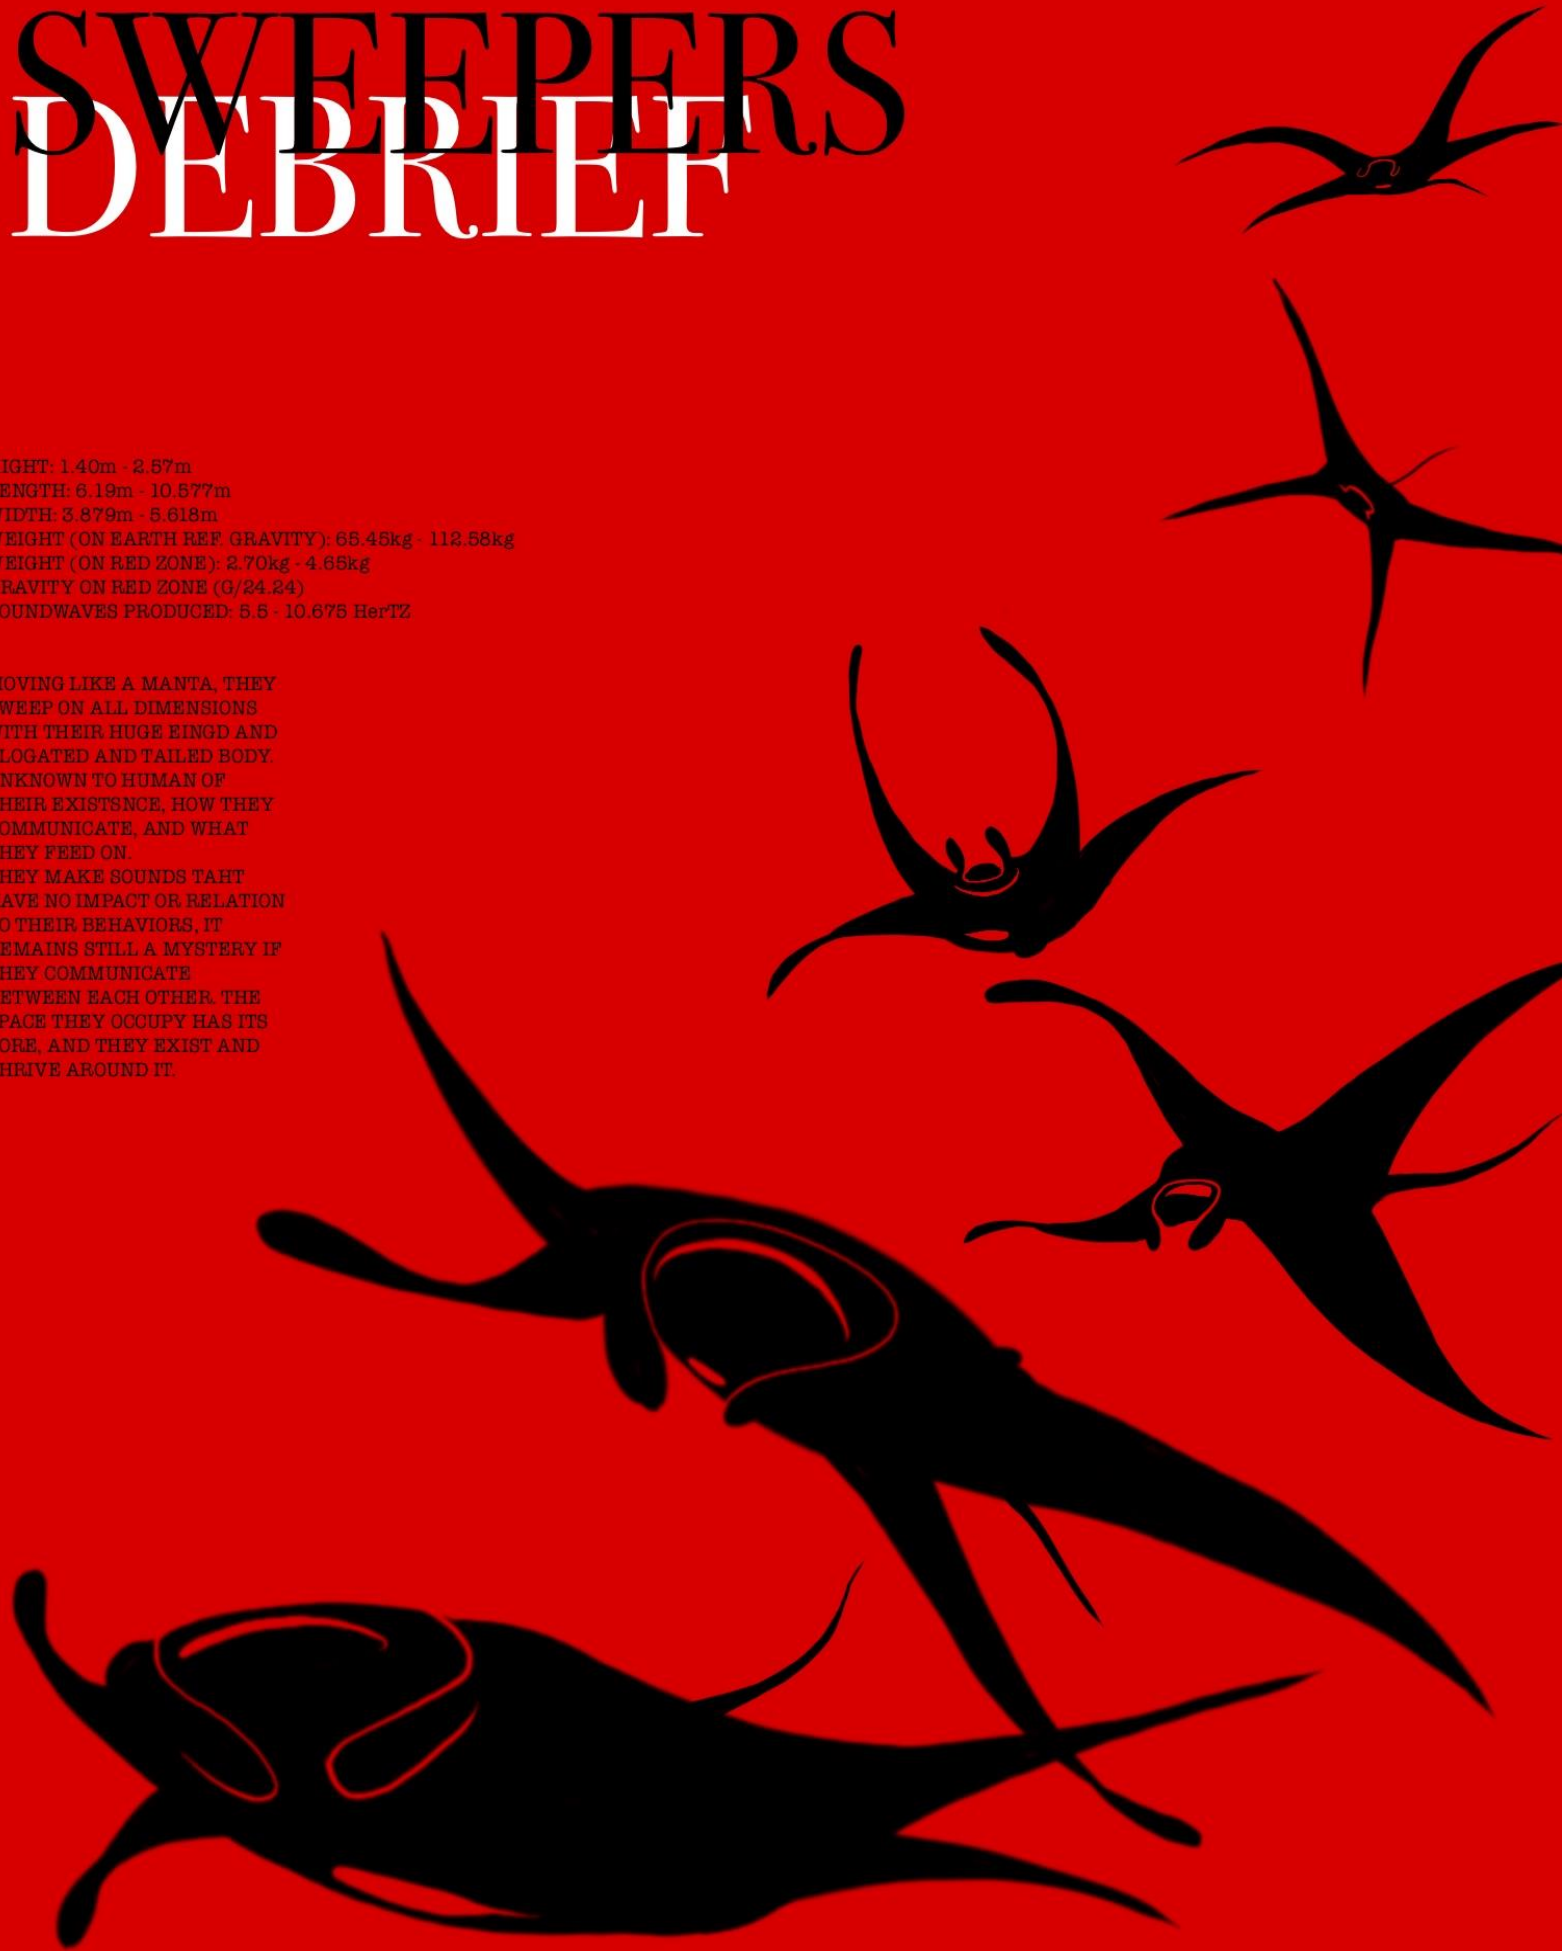 SWEEPERS
DEBRIEF
IGHT: 1.40m - 2.57m
ENGTH: 6.19m - 10.577m
IDTH: 3.879m - 5.618m
EIGHT (ON EARTH REF. GRAVITY): 65.45kg - 112.58kg
EIGHT (ON RED ZONE): 2.70kg - 4.65kg
RAVITY ON RED ZONE (G/24.24)
OUNDWAVES PRODUCED: 5.5 - 10.675 HerTZ
OVING LIKE A MANTA, THEY
WEEP ON ALL DIMENSIONS
ITH THEIR HUGE EINGD AND
LOGATED AND TAILED BODY.
NKNOWN TO HUMAN OF
HEIR EXISTSNCE, HOW THEY
OMMUNICATE, AND WHAT
HEY FEED ON.
HEY MAKE SOUNDS TAHT
AVE NO IMPACT OR RELATION
O THEIR BEHAVIORS, IT
EMAINS STILL A MYSTERY IF
HEY COMMUNICATE
ETWEEN EACH OTHER. THE
PACE THEY OCCUPY HAS ITS
ORE, AND THEY EXIST AND
HRIVE AROUND IT.